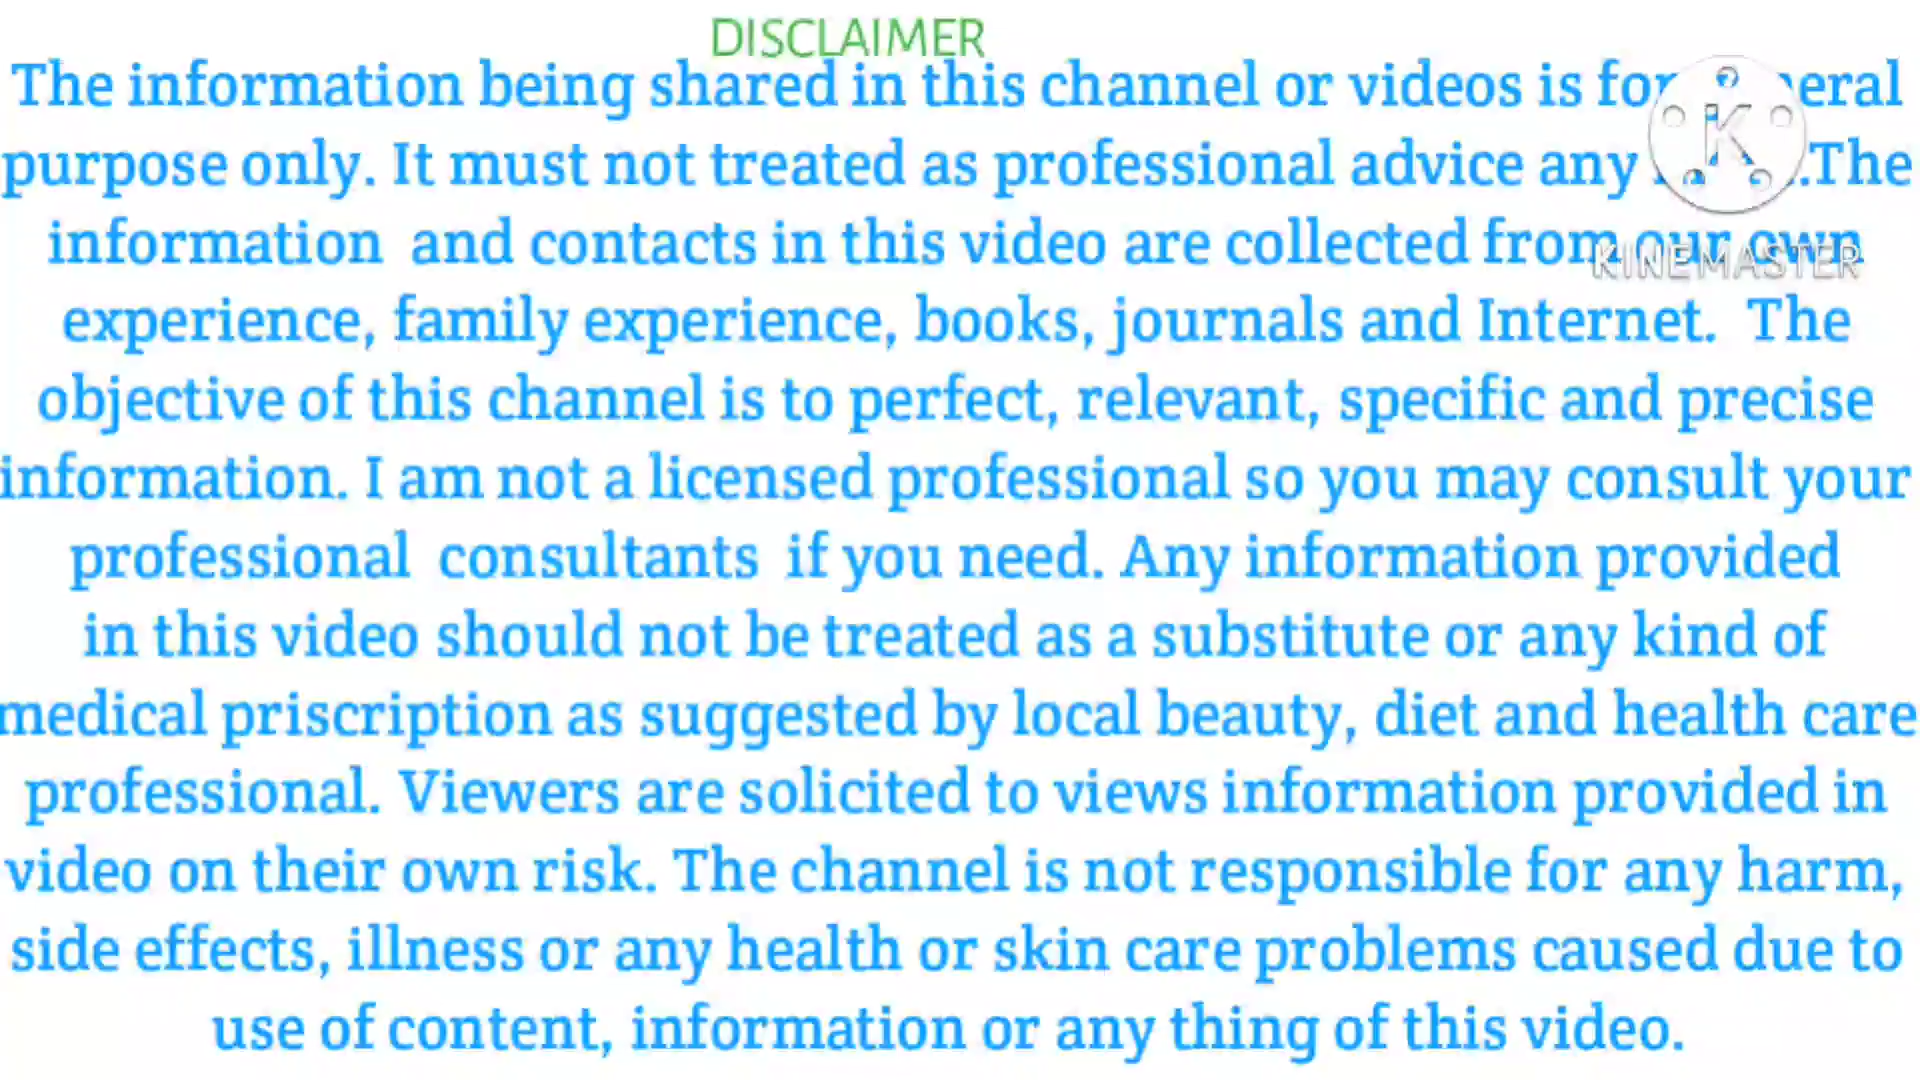 DISCLAIMER
The information being shared in this channel or videos is for general
purpose only. It must not treated as professional advice any .The
information and contacts in this video are collected from our own
KINEMASTER
experience, family experience, books, journals and Internet. The
objective of this channel is to perfect, relevant, specific and precise
information. I am not a licensed professional so you may consult your
professional consultants if you need. Any information provided
in this video should not be treated as a substitute or any kind of
medical priscription as suggested by local beauty, diet and health care
professional. Viewers are solicited to views information provided in
video on their own risk. The channel is not responsible for any harm,
side effects, illness or any health or skin care problems caused due to
use of content, information or any thing of this video.